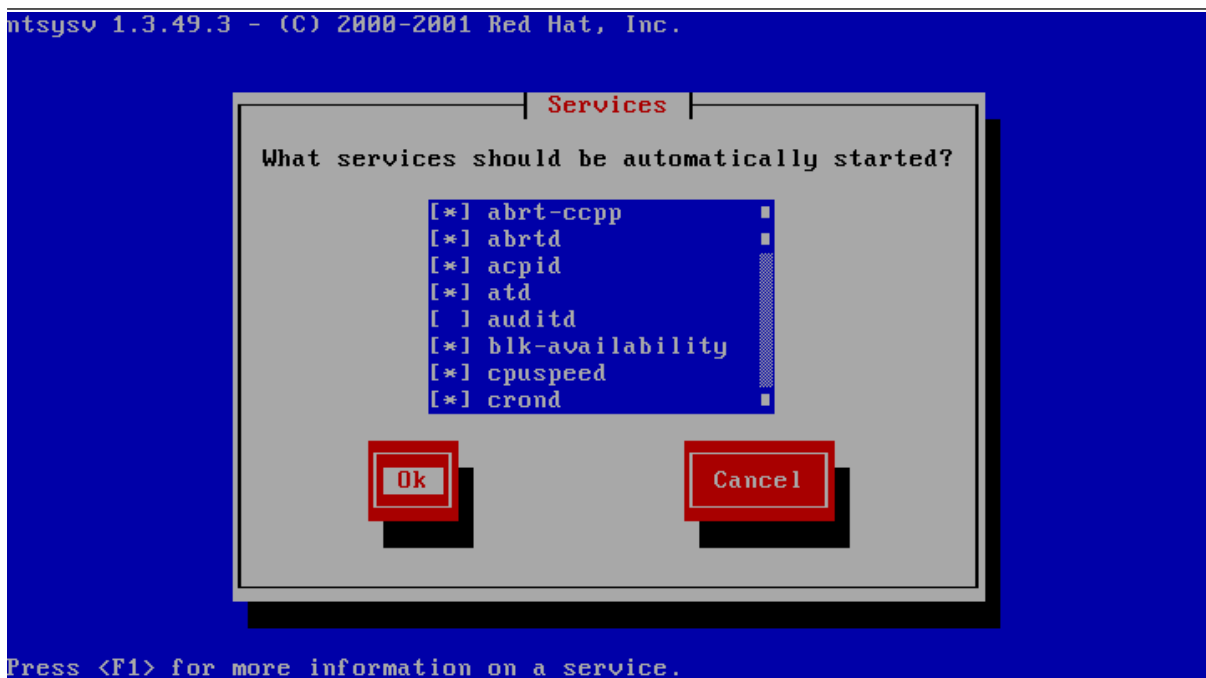 ntsysv 1.3.49.3 - (C) 2000-2001 Red Hat, Inc.
Services
What services should be automatically started?
[*] abrt-ccpp
[*] abrtd
[*] acpid
[*] atd
[ ] auditd
[*] blk-availability
[*] cpuspeed
[*] crond
Ok Cancel
Press <F1> for more information on a service.